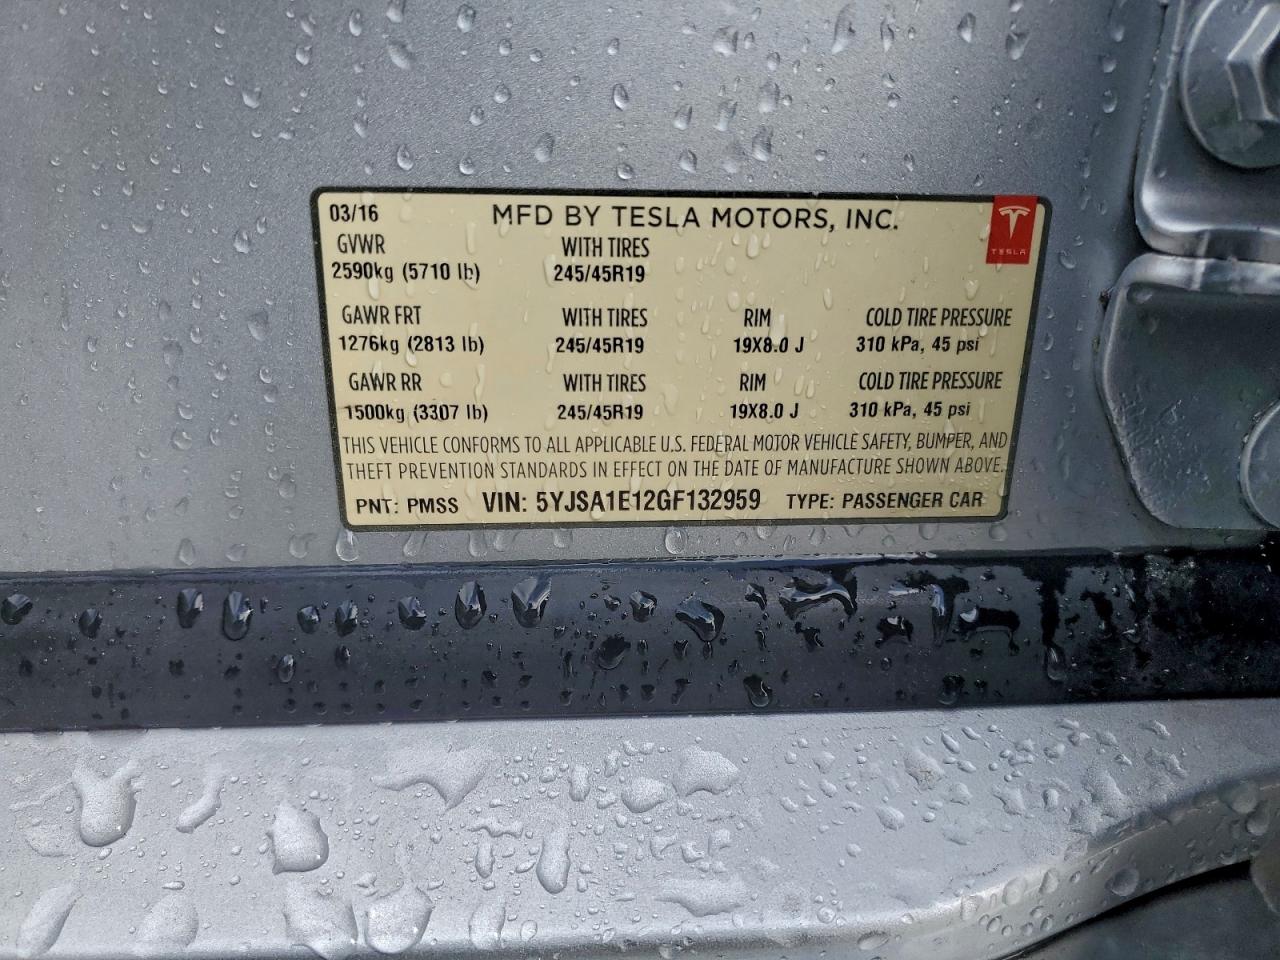 03/16 MFD BY TESLA MOTORS, INC.
TESLA
GVWR WITH TIRES
2590kg (5710 lb) 245/45R19
GAWR FRT WITH TIRES RIM COLD TIRE PRESSURE
1276kg (2813 lb) 245/45R19 19X8.0 J 310 kPa, 45 psi
GAWR RR WITH TIRES RIM COLD TIRE PRESSURE
1500kg (3307 lb) 245/45R19 19X8.0 J 310 kPa, 45 psi
THIS VEHICLE CONFORMS TO ALL APPLICABLE U.S. FEDERAL MOTOR VEHICLE SAFETY, BUMPER, AND
THEFT PREVENTION STANDARDS IN EFFECT ON THE DATE OF MANUFACTURE SHOWN ABOVE.
PNT: PMSS VIN: 5YJSA1E12GF132959 TYPE: PASSENGER CAR